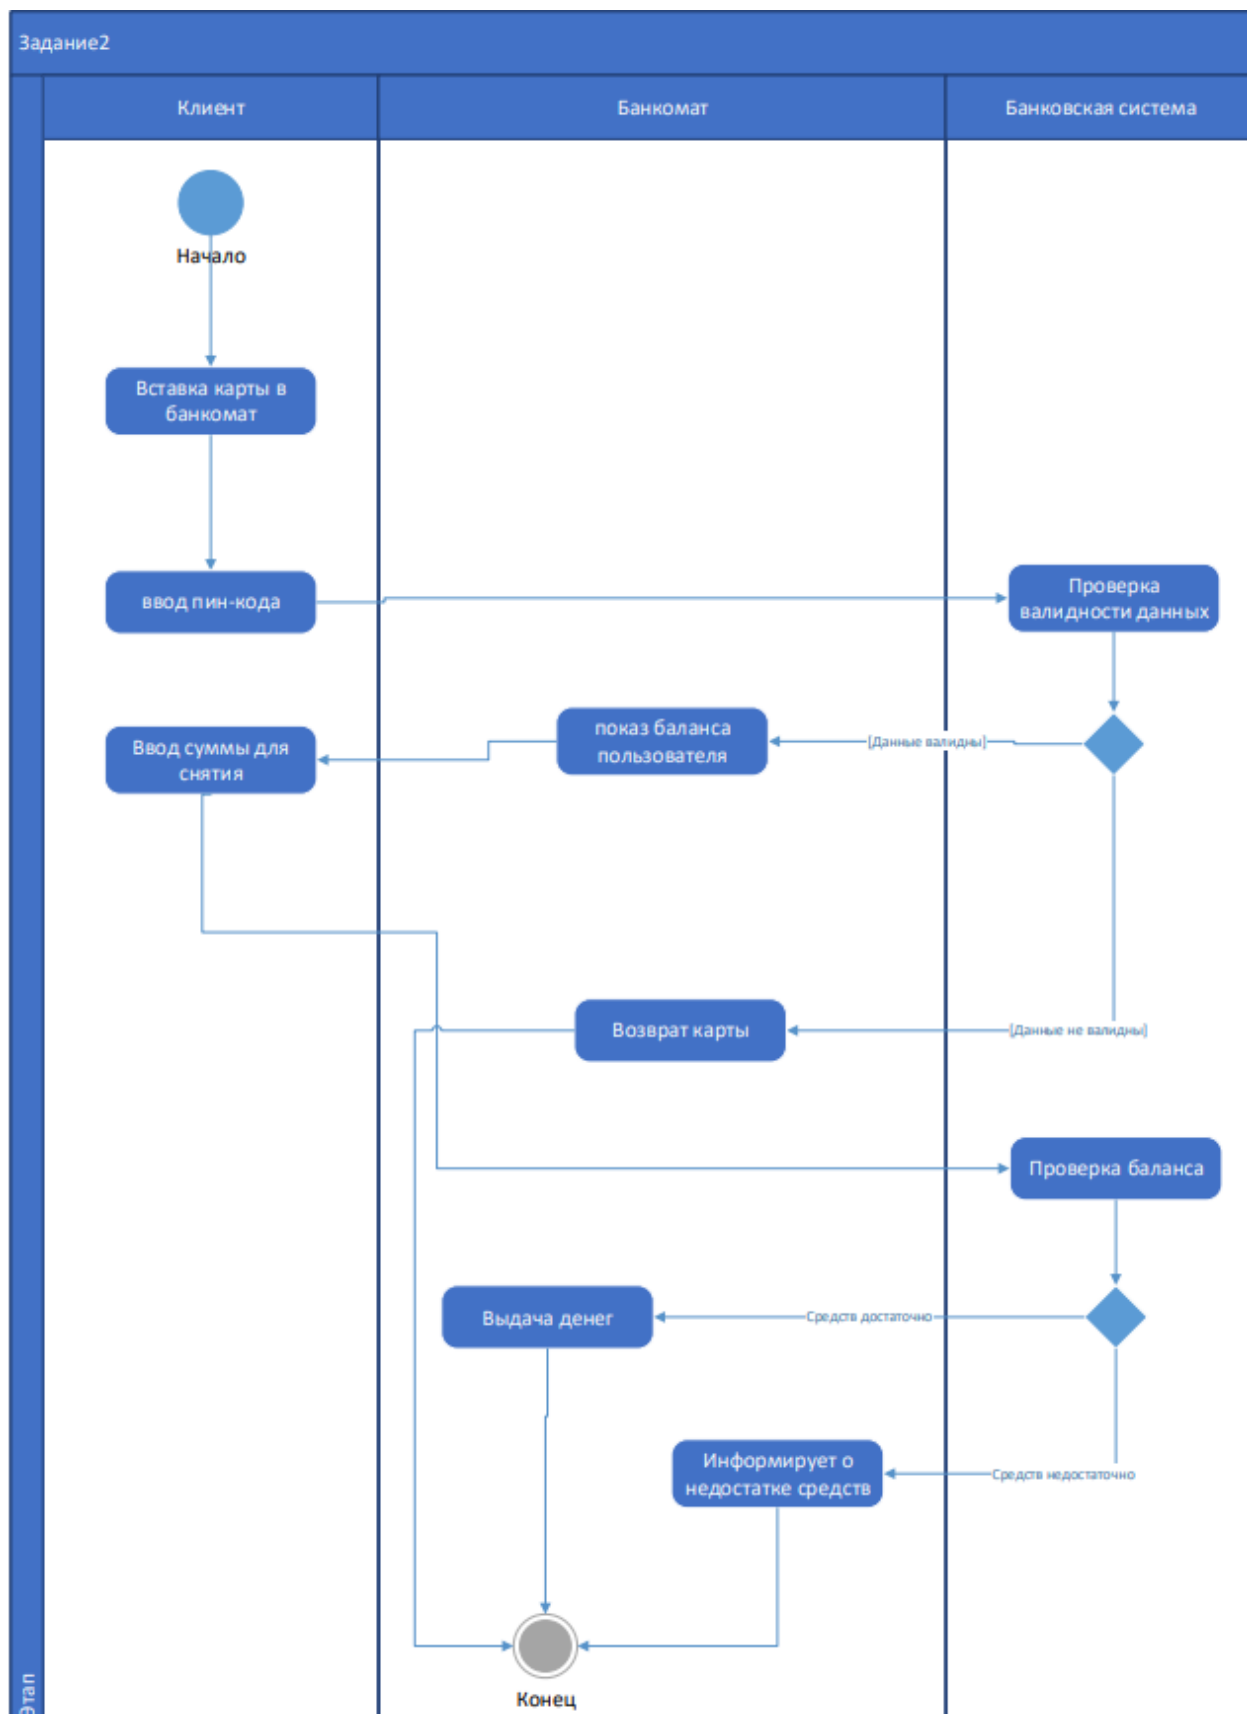 Задание2
Клиент
Банкомат
Банковская система
Начало
Вставка карты в
банкомат
ввод пин-кода
Проверка
валидности данных
Ввод суммы для
снятия
показ баланса
пользователя
[Данные валидны]
Возврат карты
[Данные не валидны]
Проверка баланса
Выдача денег
Средств достаточно
Информирует о
недостатке средств
Средств недостаточно
Конец
Этап